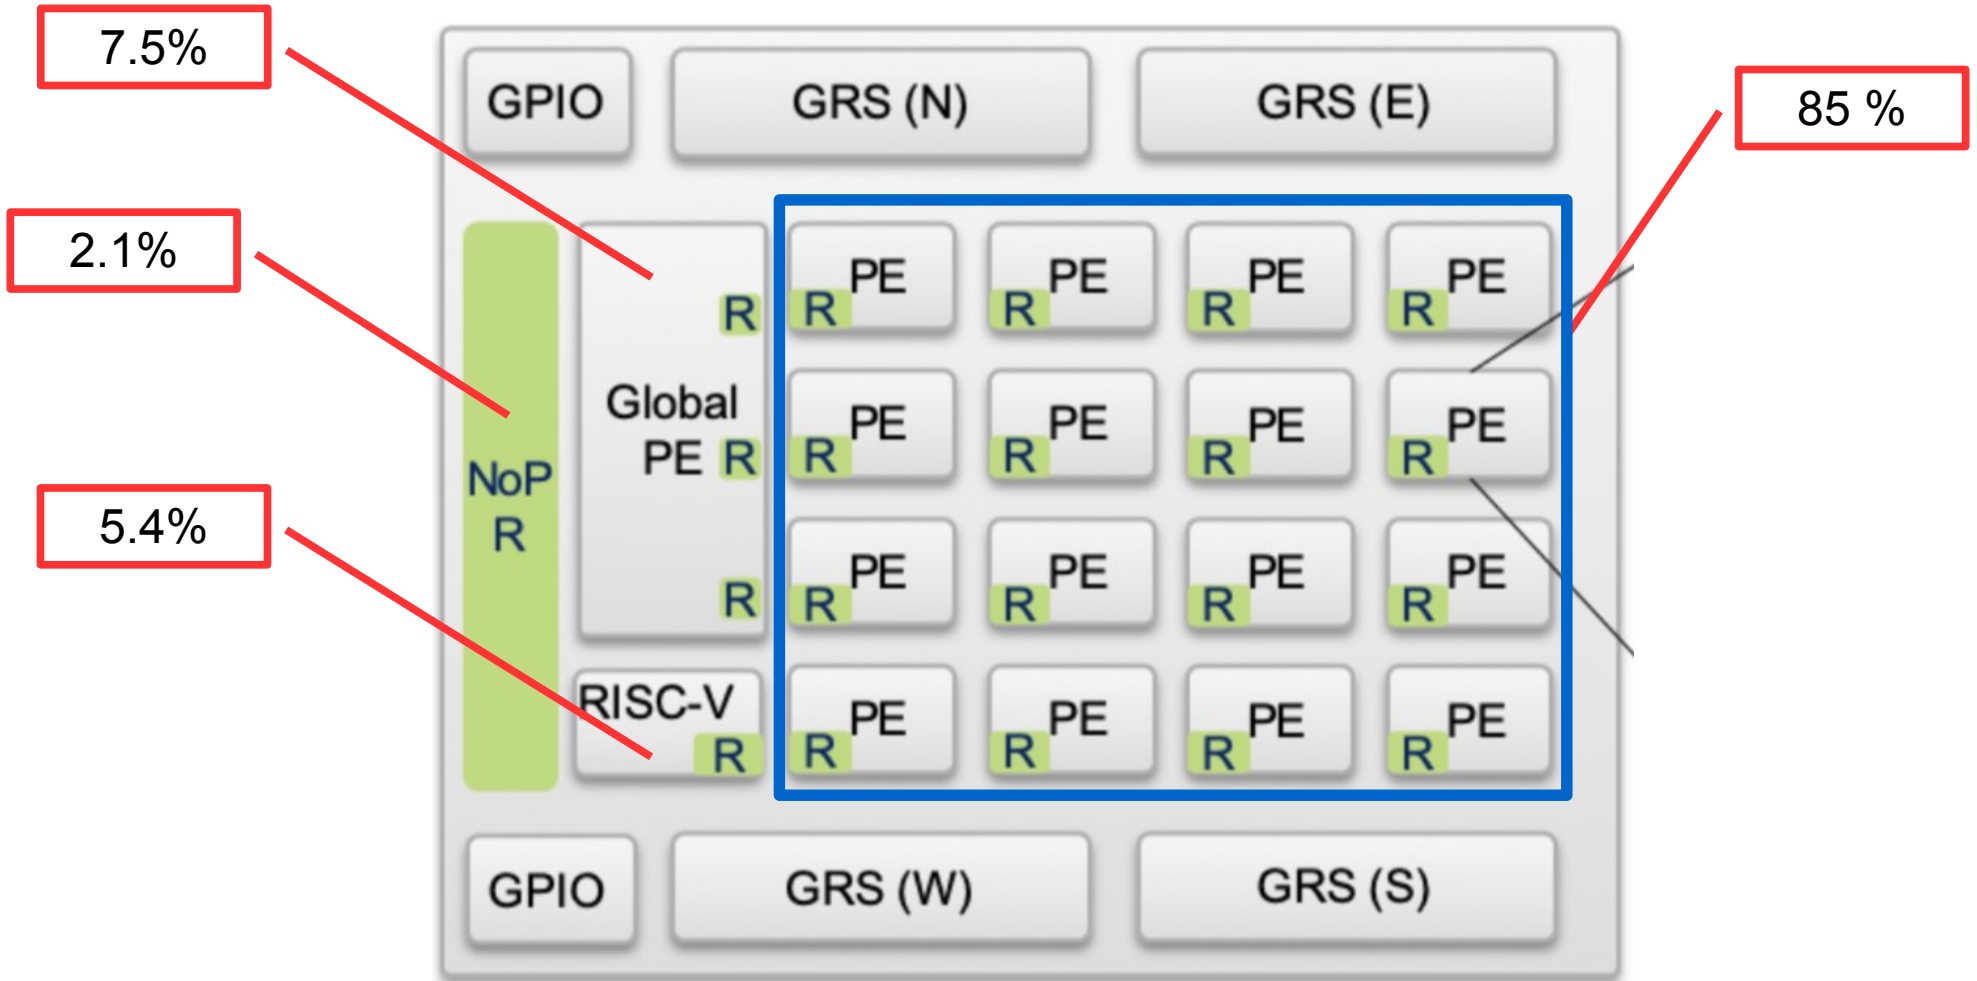 7.5%
GPIO
GRS (N)
GRS (E)
85 %
2.1%
5.4%
NoP
R
Global
PE
R
R
R
RISC-V
R
PE
R
PE
R
PE
R
PE
R
PE
R
PE
R
PE
R
PE
R
PE
R
PE
R
PE
R
PE
R
PE
R
PE
R
PE
R
PE
R
GPIO
GRS (W)
GRS (S)